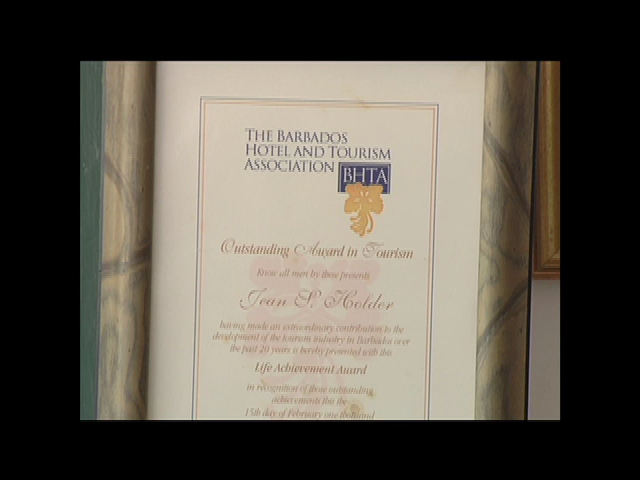 THE BARBADOS
HOTEL AND TOURISM
ASSOCIATION
BHTA
Outstanding Award in Tourism
Know all men by these presents
Jean S. Holder
having made an extraordinary contribution to the
development of the tourism industry in Barbados over
the past 20 years is hereby presented with this
Life Achievement Award
in recognition of those outstanding
achievements this the
15th day of February one thousand